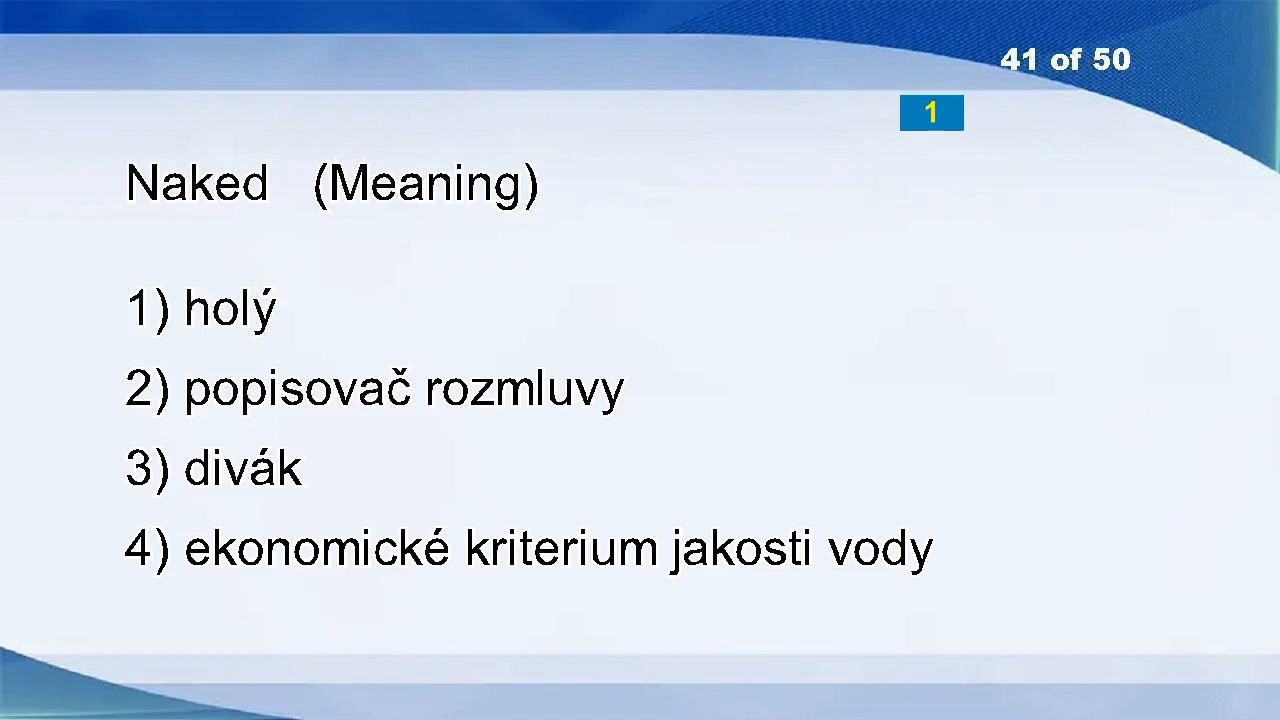 41 of 50
1
Naked (Meaning)
1) holý
2) popisovač rozmluvy
3) divák
4) ekonomické kriterium jakosti vody